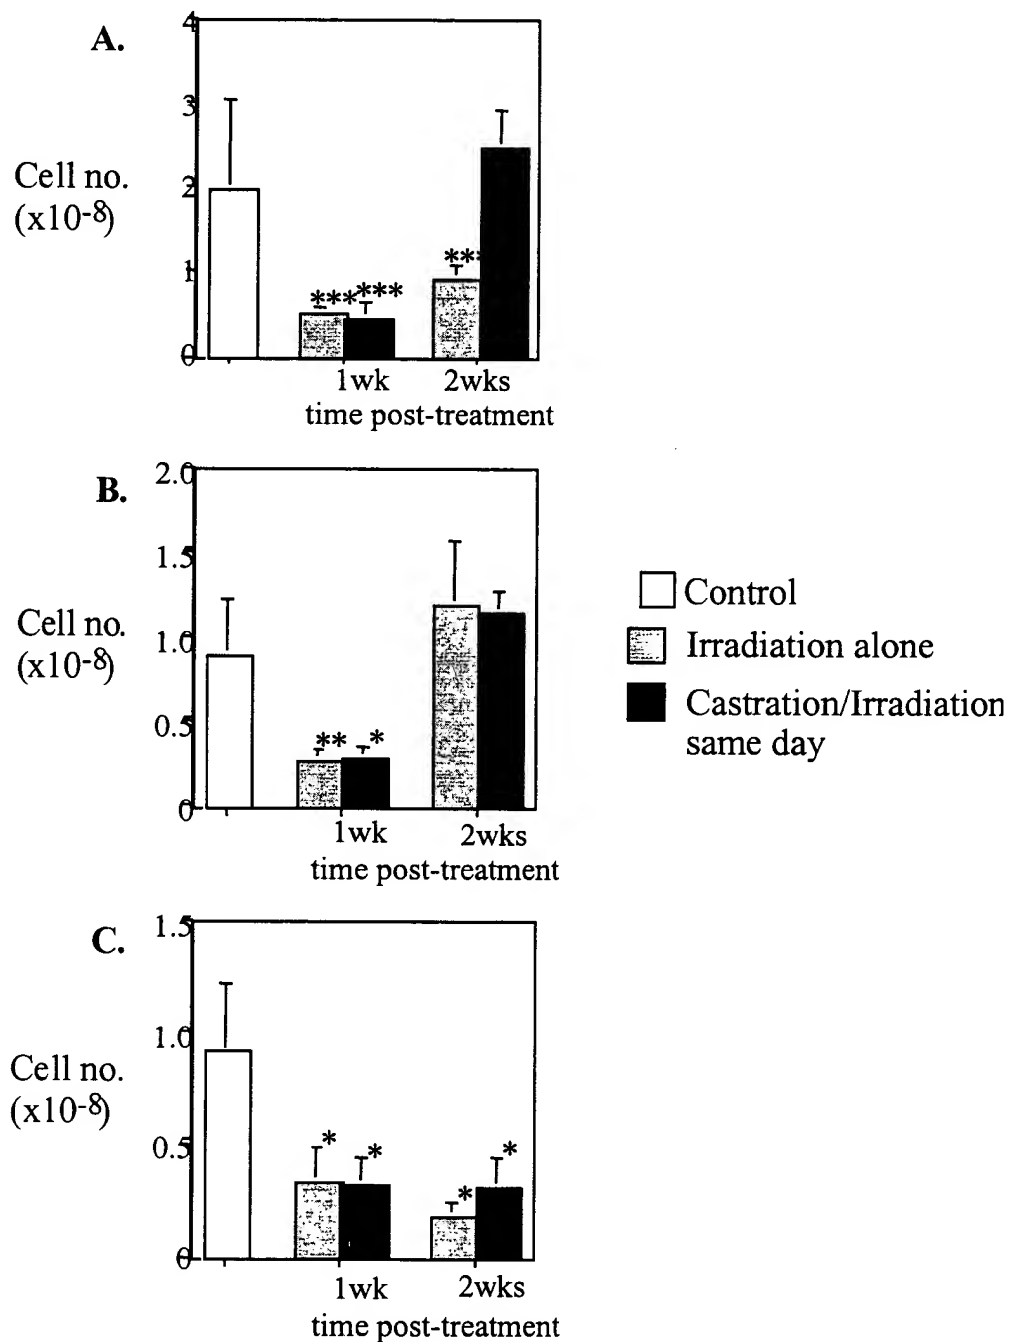 A.
4
3
Cell no.
(x10-8)
2
1
0
***
***
***
1wk 2wks
time post-treatment
B.
2.0
1.5
Cell no.
(x10-8)
1.0
0.5
0
**
*
1wk 2wks
time post-treatment
Control
Irradiation alone
Castration/Irradiation
same day
C.
1.5
1.0
Cell no.
(x10-8)
0.5
0
*
*
*
*
1wk 2wks
time post-treatment